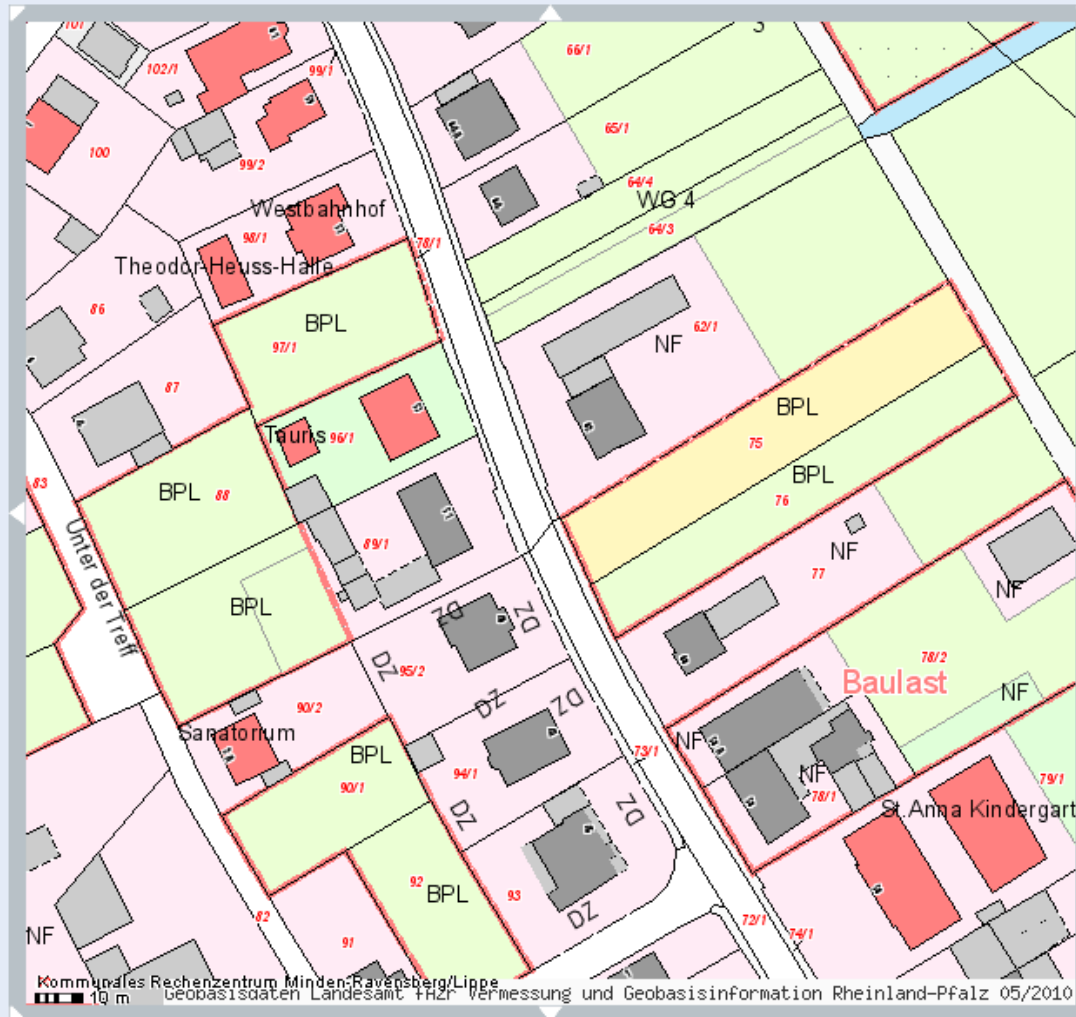 101
102/1
99/1
66/1
100
99/2
65/1
64/4
WG 4
64/3
Westbahnhof
98/1
78/1
Theodor-Heuss-Halle
86
BPL
97/1
62/1
NF
87
BPL
75
Tauris
96/1
83
BPL
88
BPL
76
Unter der Treff
89/1
NF
77
BPL
DZ
DZ
NF
DZ
95/2
78/2
Baulast
NF
90/2
Sanatorium
DZ
DZ
BPL
73/1
NF
90/1
94/1
NF
78/1
79/1
DZ
DZ
St.Anna Kindergart
92
BPL
93
DZ
82
91
72/1
74/1
NF
Kommunales Rechenzentrum Minden-Ravensberg/Lippe
10 m
Geobasisdaten Landesamt fHzr Vermessung und Geobasisinformation Rheinland-Pfalz 05/2010